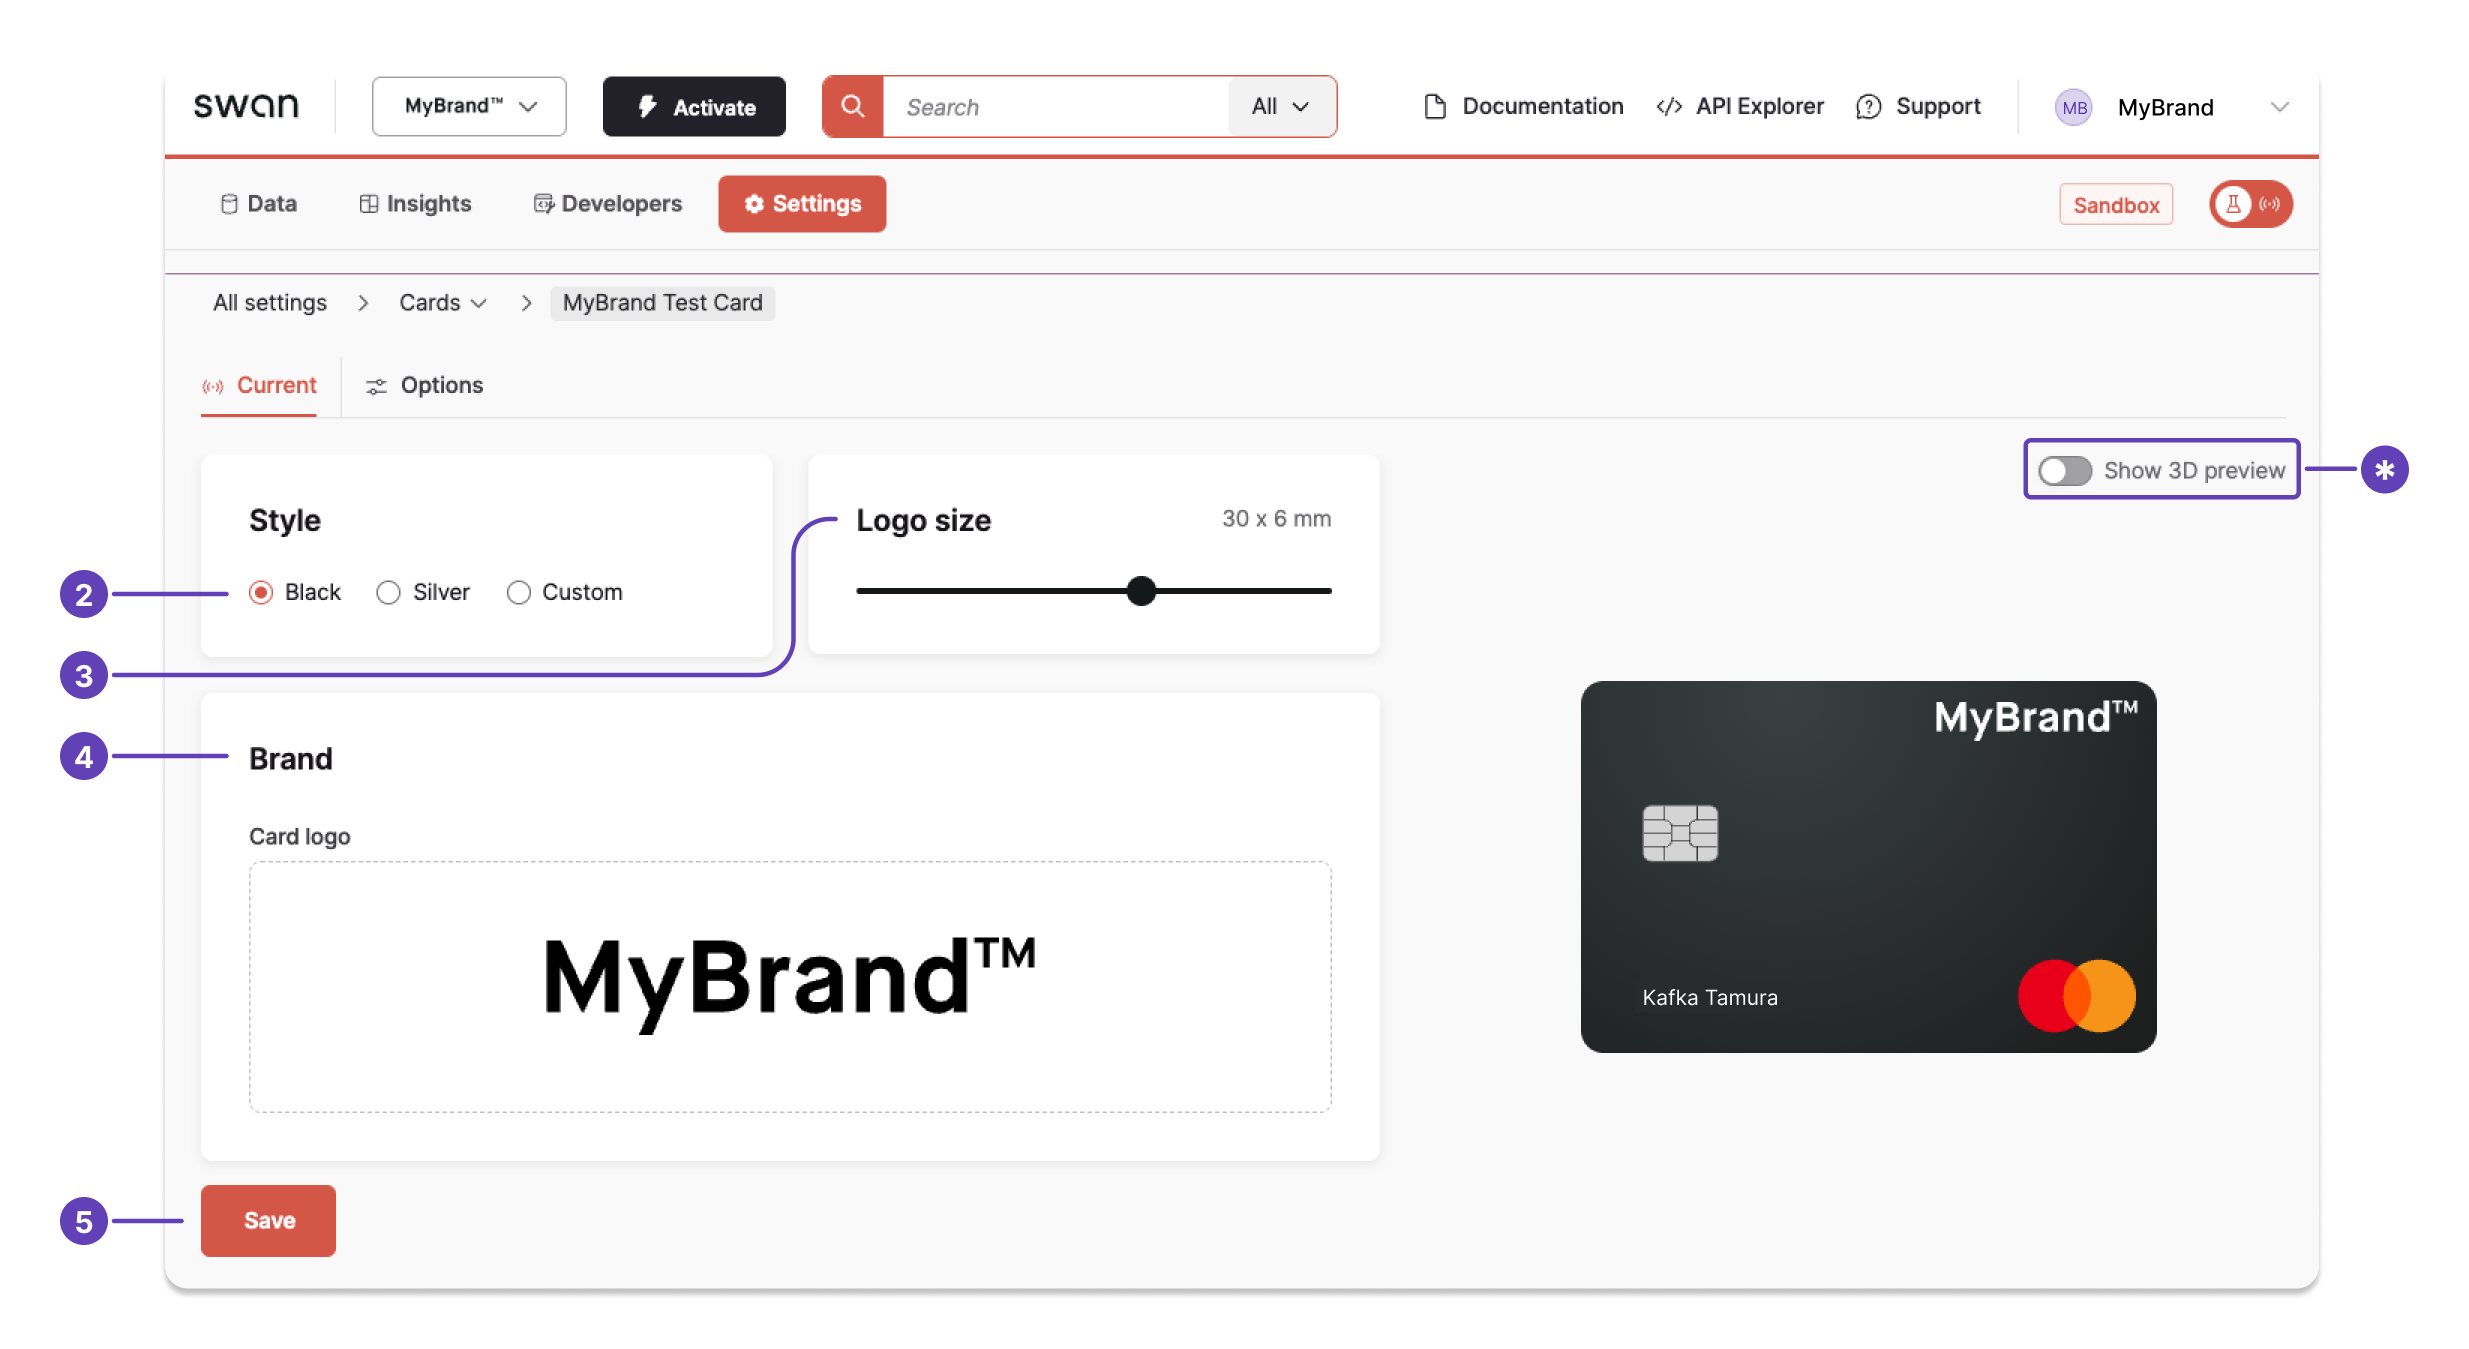 swan
MyBrand™
Activate
Search
All
Documentation
API Explorer
Support
MB
MyBrand
Data
Insights
Developers
Settings
Sandbox
All settings
Cards
MyBrand Test Card
Current
Options
Show 3D preview
*
Style
Logo size
30 x 6 mm
2
Black
Silver
Custom
3
4
Brand
Card logo
MyBrand™
MyBrand™
Kafka Tamura
5
Save